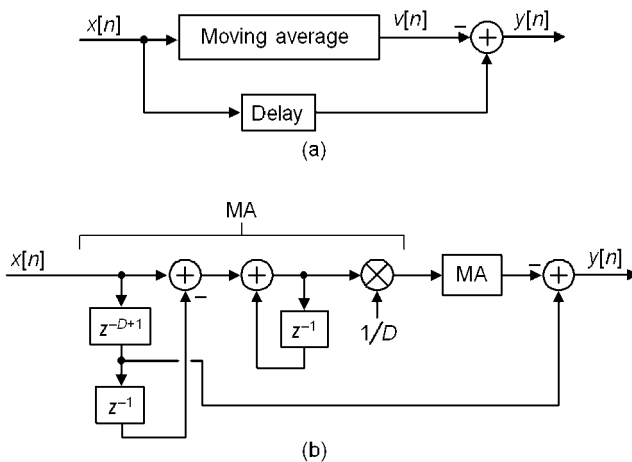 x[n] Moving average v[n] − + y[n]
Delay
(a)
MA
x[n] + − + × 1/D MA − + y[n]
z⁻ᴰ⁺¹
z⁻¹
z⁻¹
(b)